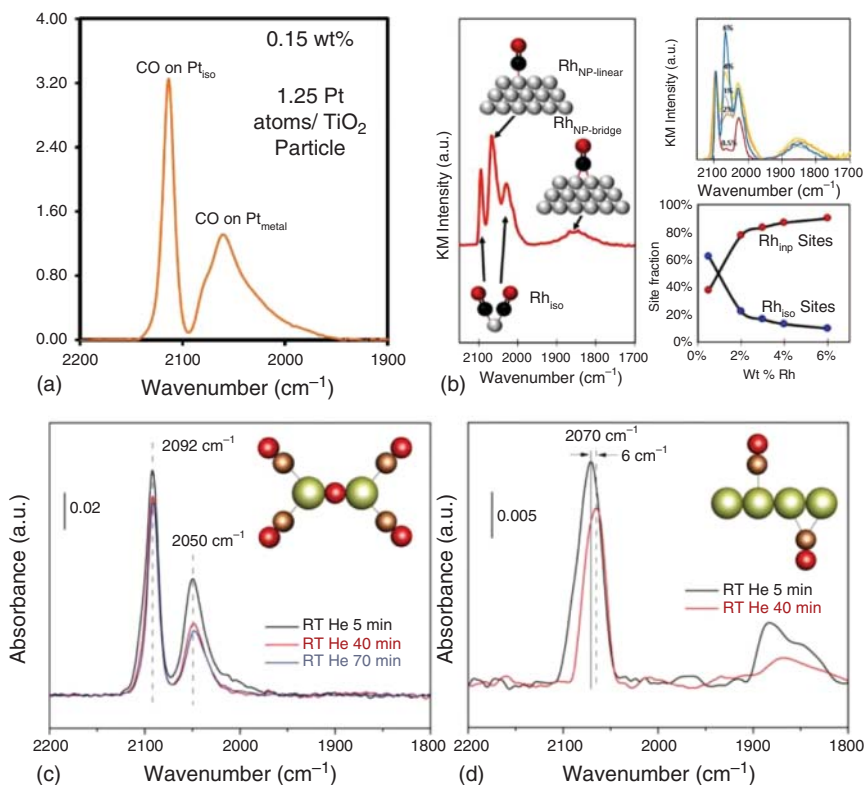 4.00
3.20
2.40
1.60
0.80
0.00
0.15 wt%
CO on Pt_iso
1.25 Pt
atoms/ TiO₂
Particle
CO on Pt_metal
2200 2100 2000 1900
Wavenumber (cm⁻¹)
(a)
KM Intensity (a.u.)
Rh_NP-linear
Rh_NP-bridge
Rh_iso
2100 2000 1900 1800 1700
Wavenumber (cm⁻¹)
(b)
KM Intensity (a.u.)
6%
4%
1%
2%
0.5%
2100 2000 1900 1800 1700
Wavenumber (cm⁻¹)
Site fraction
100%
80%
60%
40%
20%
0%
Rh_inp Sites
Rh_iso Sites
0% 2% 4% 6%
Wt % Rh
Absorbance (a.u.)
2092 cm⁻¹
0.02
2050 cm⁻¹
RT He 5 min
RT He 40 min
RT He 70 min
2200 2100 2000 1900 1800
Wavenumber (cm⁻¹)
(c)
Absorbance (a.u.)
2070 cm⁻¹
6 cm⁻¹
0.005
RT He 5 min
RT He 40 min
2200 2100 2000 1900 1800
Wavenumber (cm⁻¹)
(d)